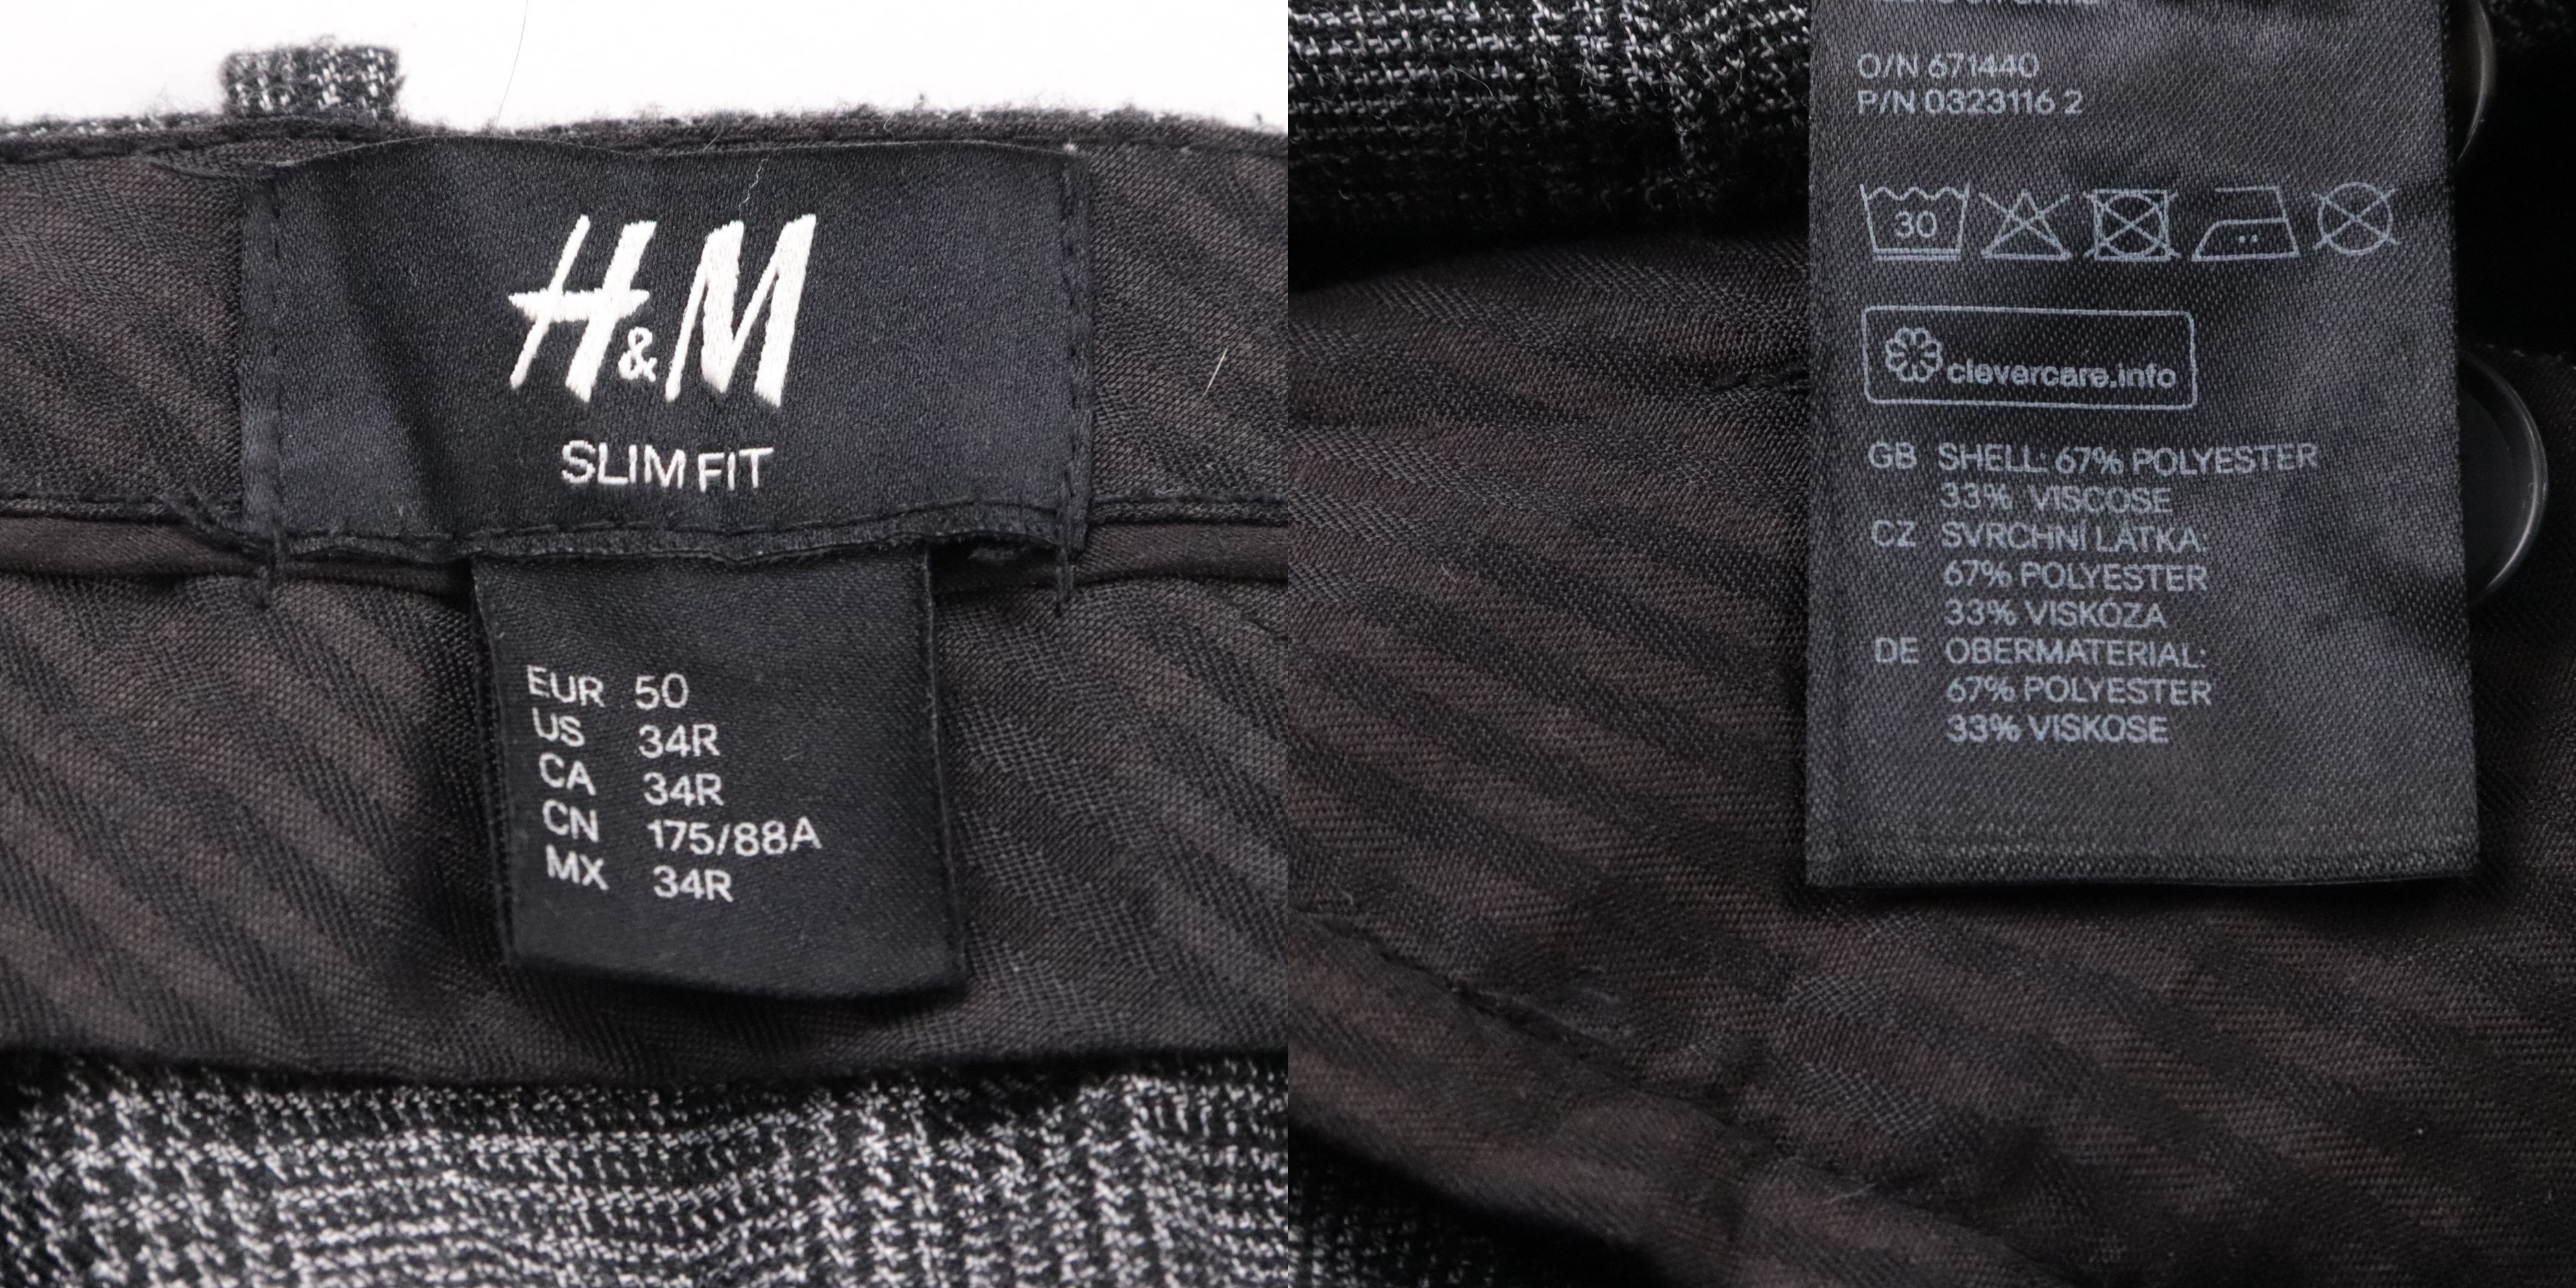 H&M
SLIM FIT
EUR 50
US 34R
CA 34R
CN 175/88A
MX 34R
O/N 671440
P/N 0323116 2
30
clevercare.info
GB SHELL: 67% POLYESTER
33% VISCOSE
CZ SVRCHNÍ LÁTKA:
67% POLYESTER
33% VISKÓZA
DE OBERMATERIAL:
67% POLYESTER
33% VISKOSE